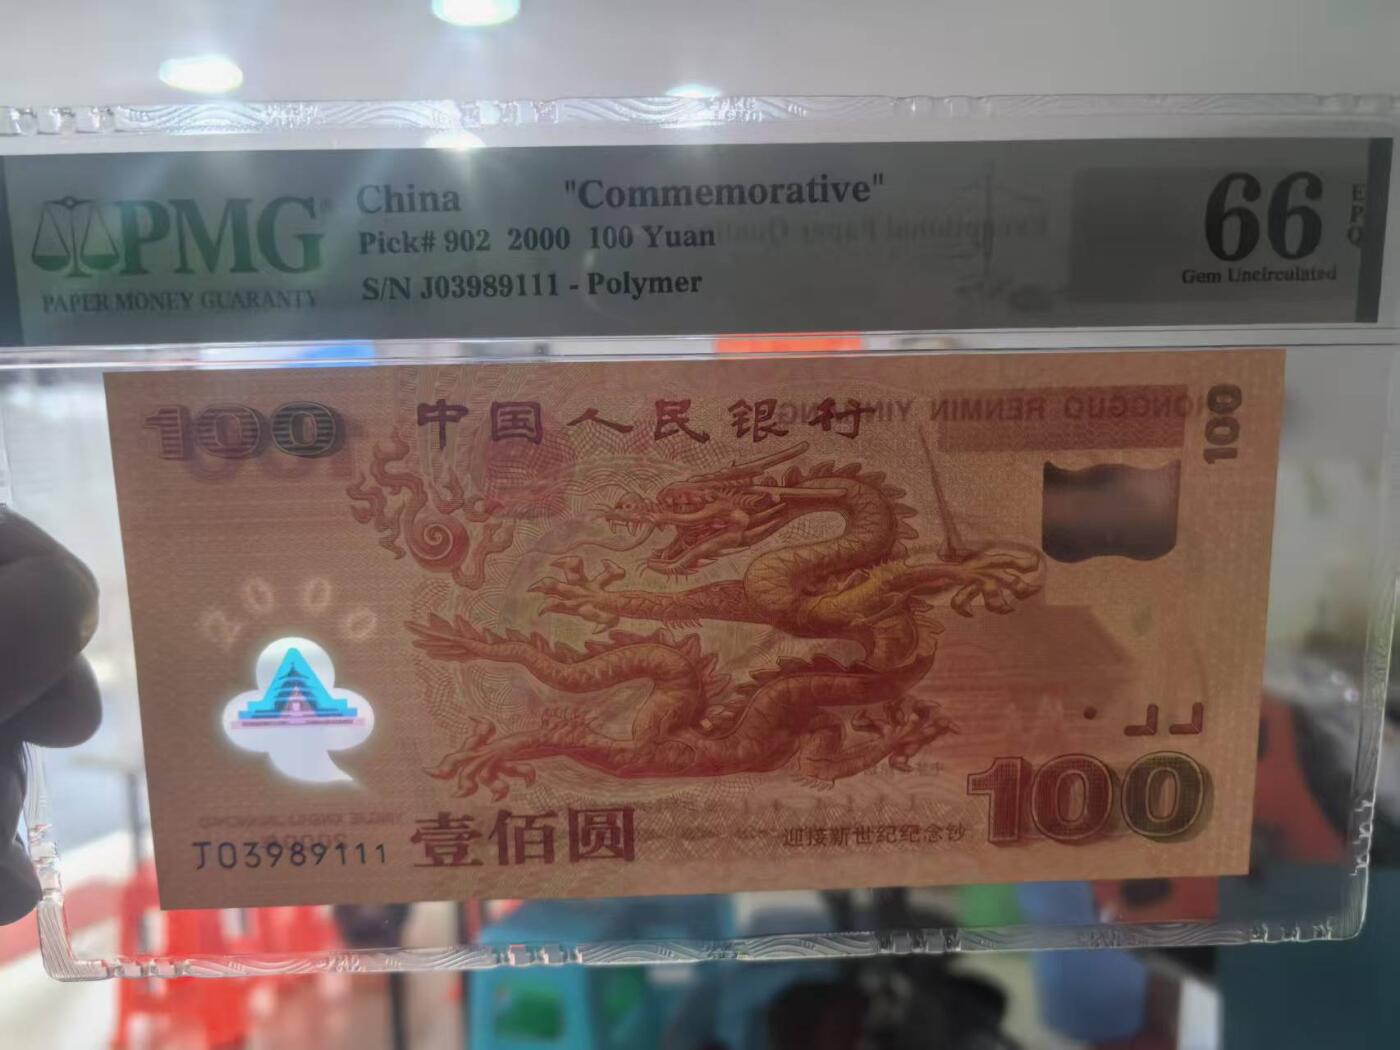 PMG
PAPER MONEY GUARANTY
China "Commemorative"
Pick# 902 2000 100 Yuan
S/N J03989111 - Polymer
66
EPQ
Gem Uncirculated
100
中国人民银行
100
2000
J03989111
壹佰圆
迎接新世纪纪念钞
100